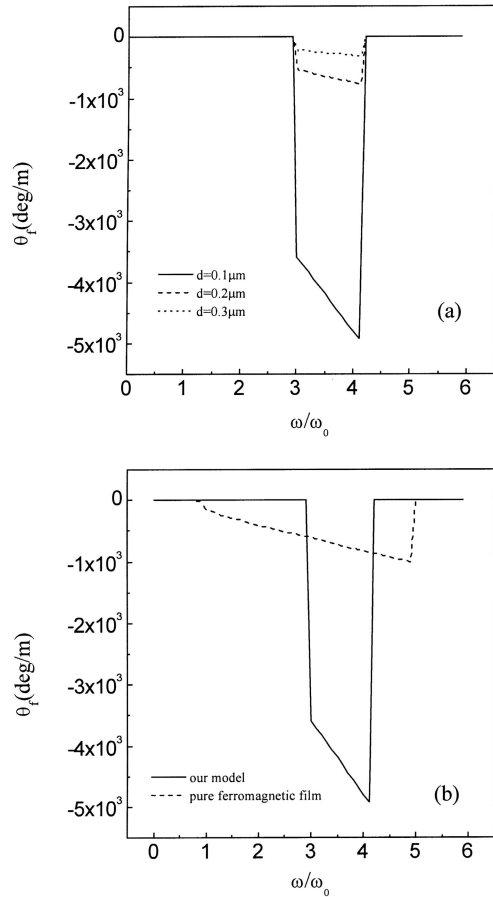 0
-1x10³
-2x10³
-3x10³
-4x10³
-5x10³
θf(deg/m)
d=0.1μm
d=0.2μm
d=0.3μm
(a)
0 1 2 3 4 5 6
ω/ω₀
0
-1x10³
-2x10³
-3x10³
-4x10³
-5x10³
θf(deg/m)
our model
pure ferromagnetic film
(b)
0 1 2 3 4 5 6
ω/ω₀